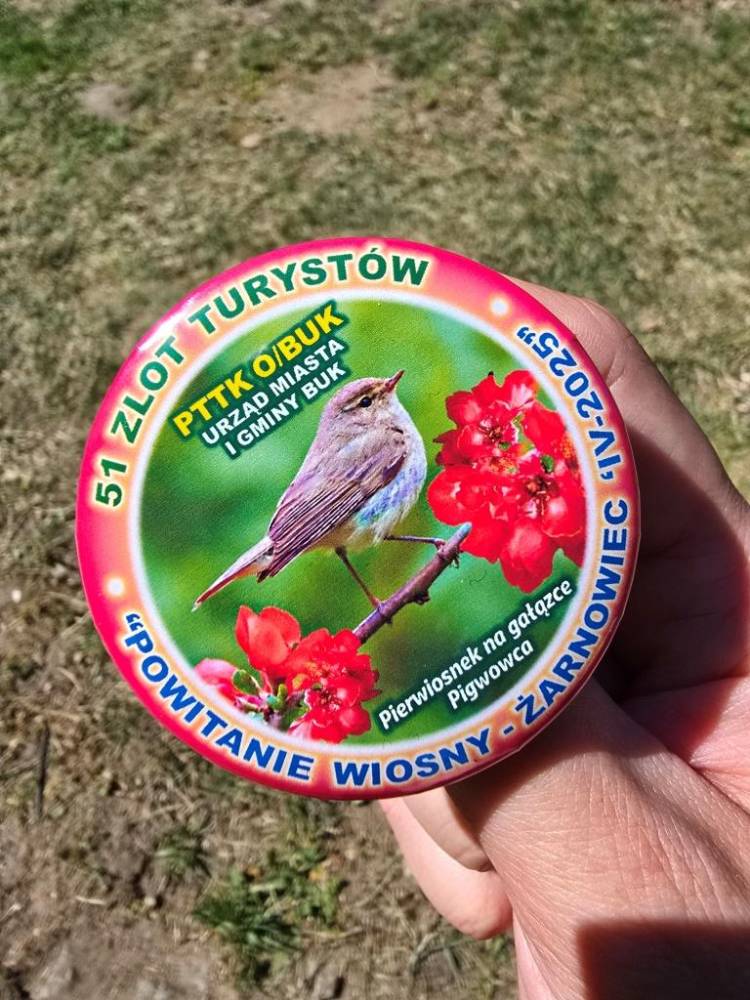 51 ZLOT TURYSTÓW
PTTK O/BUK
URZĄD MIASTA
I GMINY BUK
Pierwiosnek na gałązce
Pigwowca
“POWITANIE WIOSNY - ŻARNOWIEC ‘IV-2025”